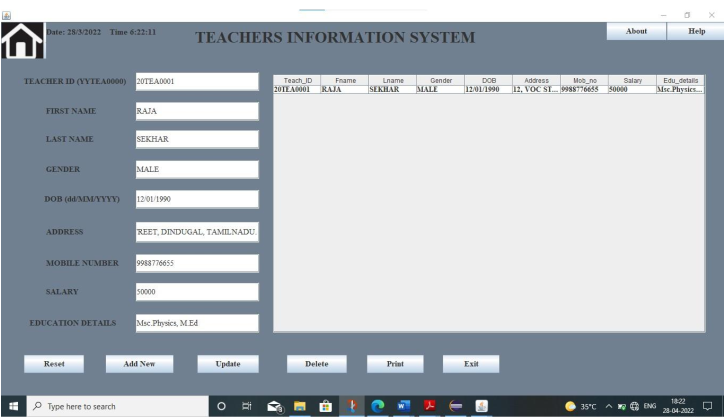 Date: 28/3/2022 Time 6:22:11
TEACHERS INFORMATION SYSTEM
About Help
TEACHER ID (YYTEA0000) 20TEA0001
FIRST NAME RAJA
LAST NAME SEKHAR
GENDER MALE
DOB (dd/MM/YYYY) 12/01/1990
ADDRESS REET, DINDUGAL, TAMILNADU.
MOBILE NUMBER 9988776655
SALARY 50000
EDUCATION DETAILS Msc.Physics, M.Ed
Teach_ID Fname Lname Gender DOB Address Mob_no Salary Edu_details
20TEA0001 RAJA SEKHAR MALE 12/01/1990 12, VOC ST... 9988776655 50000 Msc.Physics...
Reset Add New Update Delete Print Exit
Type here to search
35°C ENG
18:22
28-04-2022